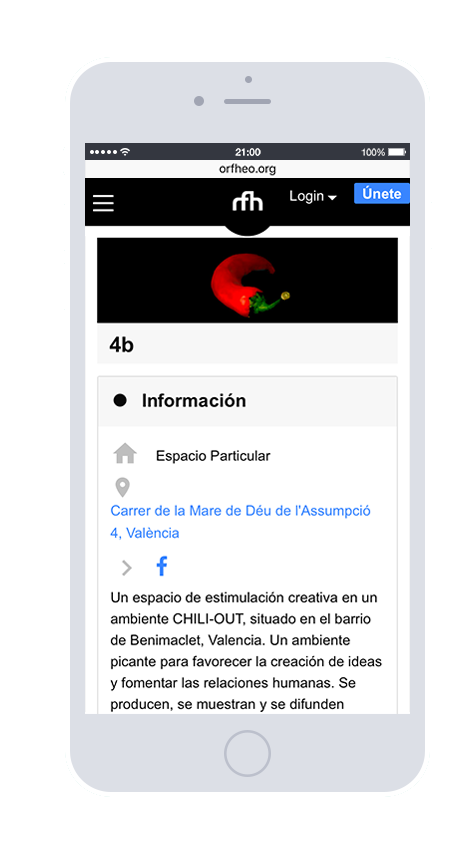 21:00 100%
orfheo.org
rfh Login Únete
4b
Información
Espacio Particular
Carrer de la Mare de Déu de l'Assumpció
4, València
Un espacio de estimulación creativa en un
ambiente CHILI-OUT, situado en el barrio
de Benimaclet, Valencia. Un ambiente
picante para favorecer la creación de ideas
y fomentar las relaciones humanas. Se
producen, se muestran y se difunden